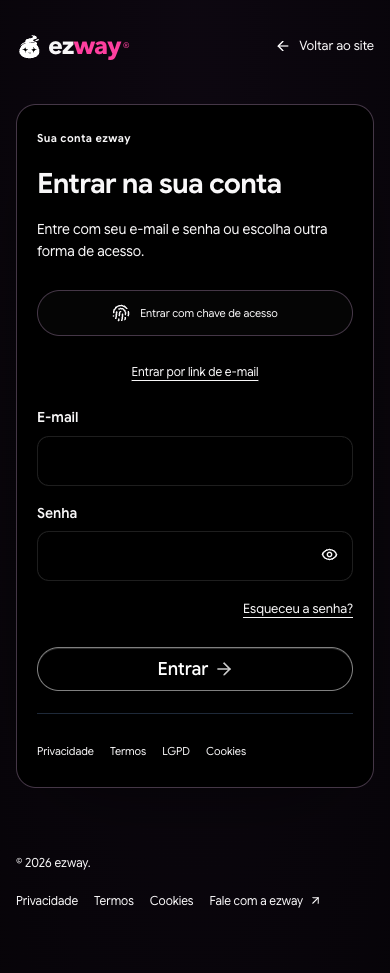 ezway®
Voltar ao site
Sua conta ezway
Entrar na sua conta
Entre com seu e-mail e senha ou escolha outra
forma de acesso.
Entrar com chave de acesso
Entrar por link de e-mail
E-mail
Senha
Esqueceu a senha?
Entrar
Privacidade Termos LGPD Cookies
© 2026 ezway.
Privacidade Termos Cookies Fale com a ezway